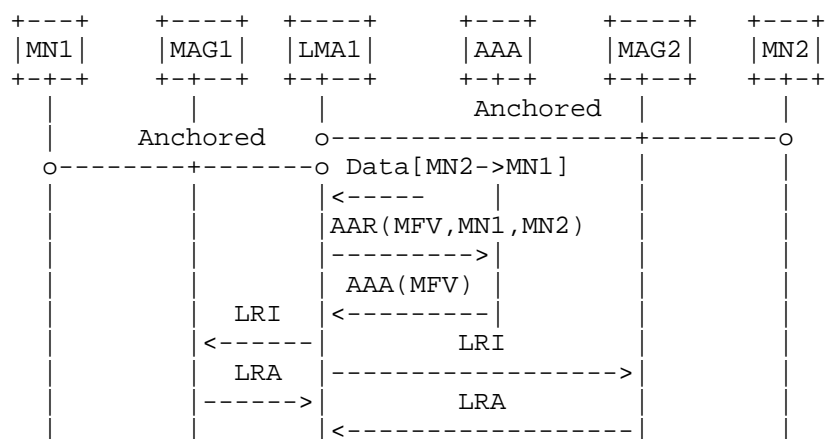 MN1 MAG1 LMA1 AAA MAG2 MN2
Anchored
Anchored
Data[MN2->MN1]
AAR(MFV,MN1,MN2)
AAA(MFV)
LRI
LRI
LRA
LRA